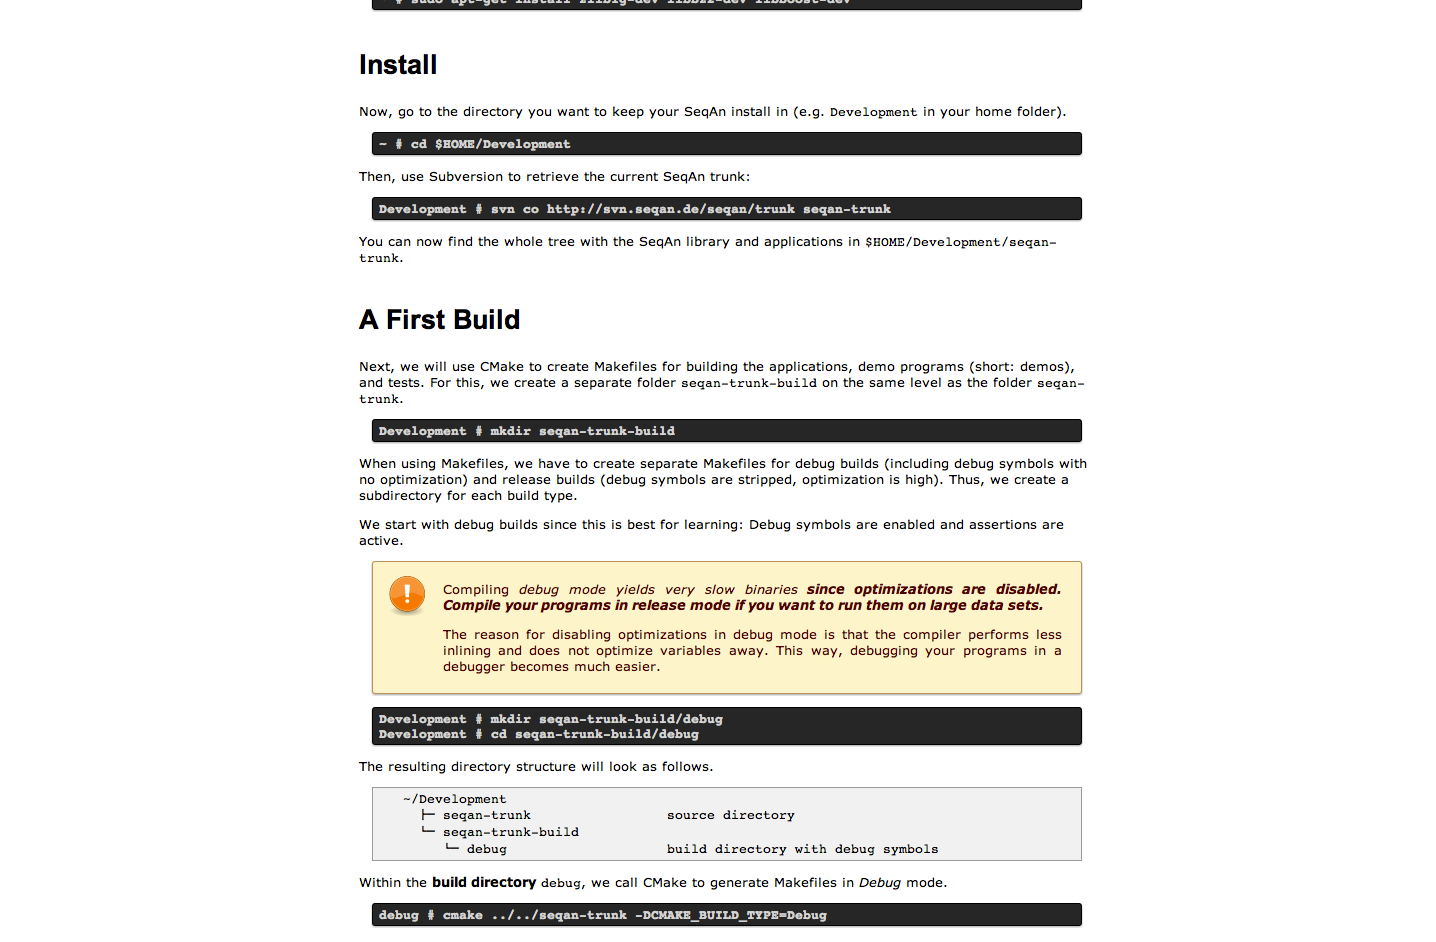 # sudo apt-get install zlib1g-dev libbz2-dev libboost-dev
Install
Now, go to the directory you want to keep your SeqAn install in (e.g. Development in your home folder).
~ # cd $HOME/Development
Then, use Subversion to retrieve the current SeqAn trunk:
Development # svn co http://svn.seqan.de/seqan/trunk seqan-trunk
You can now find the whole tree with the SeqAn library and applications in $HOME/Development/seqan-
trunk.
A First Build
Next, we will use CMake to create Makefiles for building the applications, demo programs (short: demos),
and tests. For this, we create a separate folder seqan-trunk-build on the same level as the folder seqan-
trunk.
Development # mkdir seqan-trunk-build
When using Makefiles, we have to create separate Makefiles for debug builds (including debug symbols with
no optimization) and release builds (debug symbols are stripped, optimization is high). Thus, we create a
subdirectory for each build type.
We start with debug builds since this is best for learning: Debug symbols are enabled and assertions are
active.
Compiling debug mode yields very slow binaries since optimizations are disabled.
Compile your programs in release mode if you want to run them on large data sets.
The reason for disabling optimizations in debug mode is that the compiler performs less
inlining and does not optimize variables away. This way, debugging your programs in a
debugger becomes much easier.
Development # mkdir seqan-trunk-build/debug
Development # cd seqan-trunk-build/debug
The resulting directory structure will look as follows.
~/Development
├─ seqan-trunk source directory
└─ seqan-trunk-build
└─ debug build directory with debug symbols
Within the build directory debug, we call CMake to generate Makefiles in Debug mode.
debug # cmake ../../seqan-trunk -DCMAKE_BUILD_TYPE=Debug